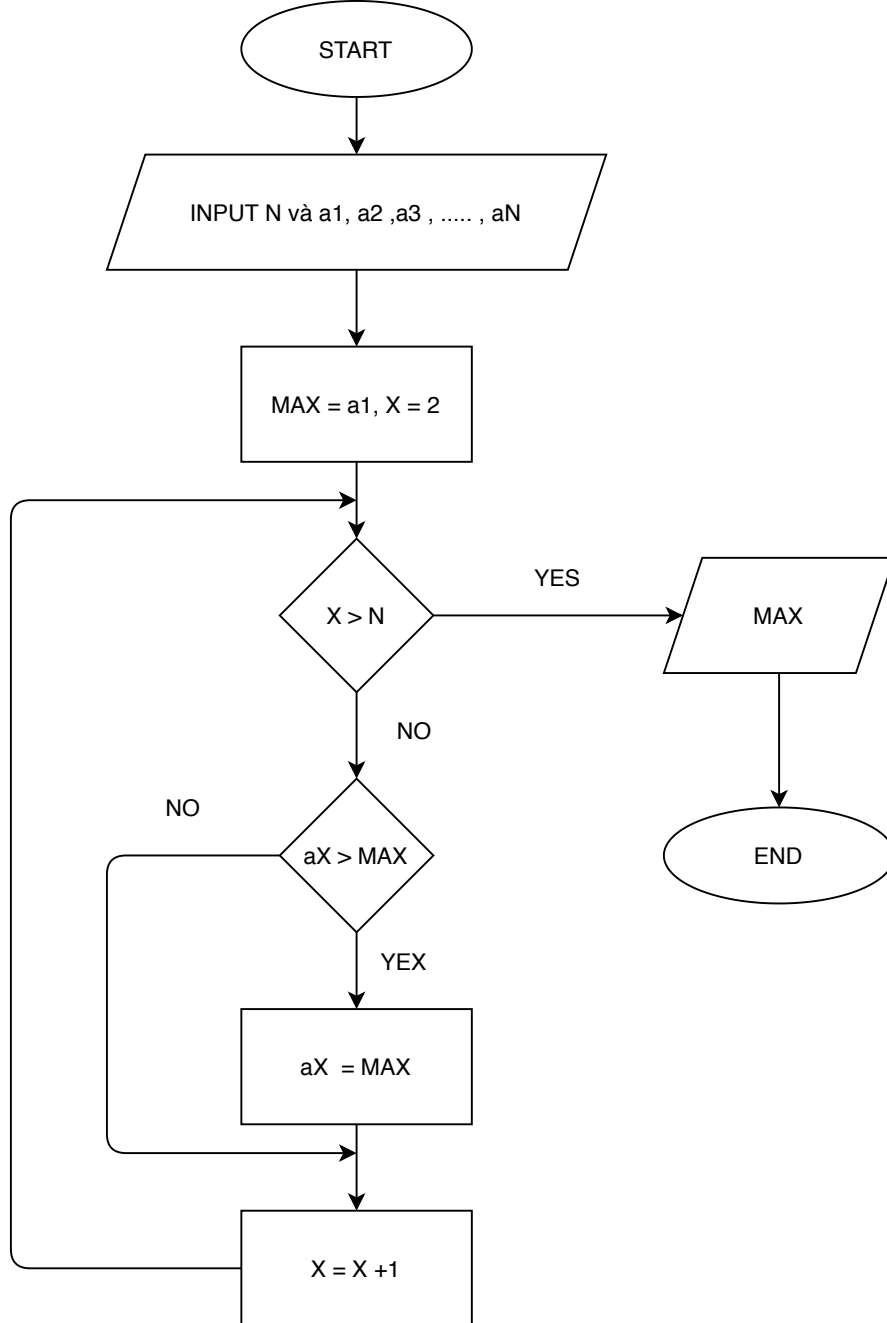 START
INPUT N và a1, a2 ,a3 , ..... , aN
MAX = a1, X = 2
X > N
YES
MAX
NO
NO
aX > MAX
END
YEX
aX  = MAX
X = X +1